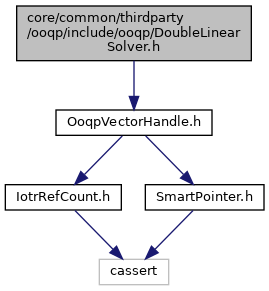 core/common/thirdparty
/ooqp/include/ooqp/DoubleLinear
Solver.h
OoqpVectorHandle.h
IotrRefCount.h
SmartPointer.h
cassert